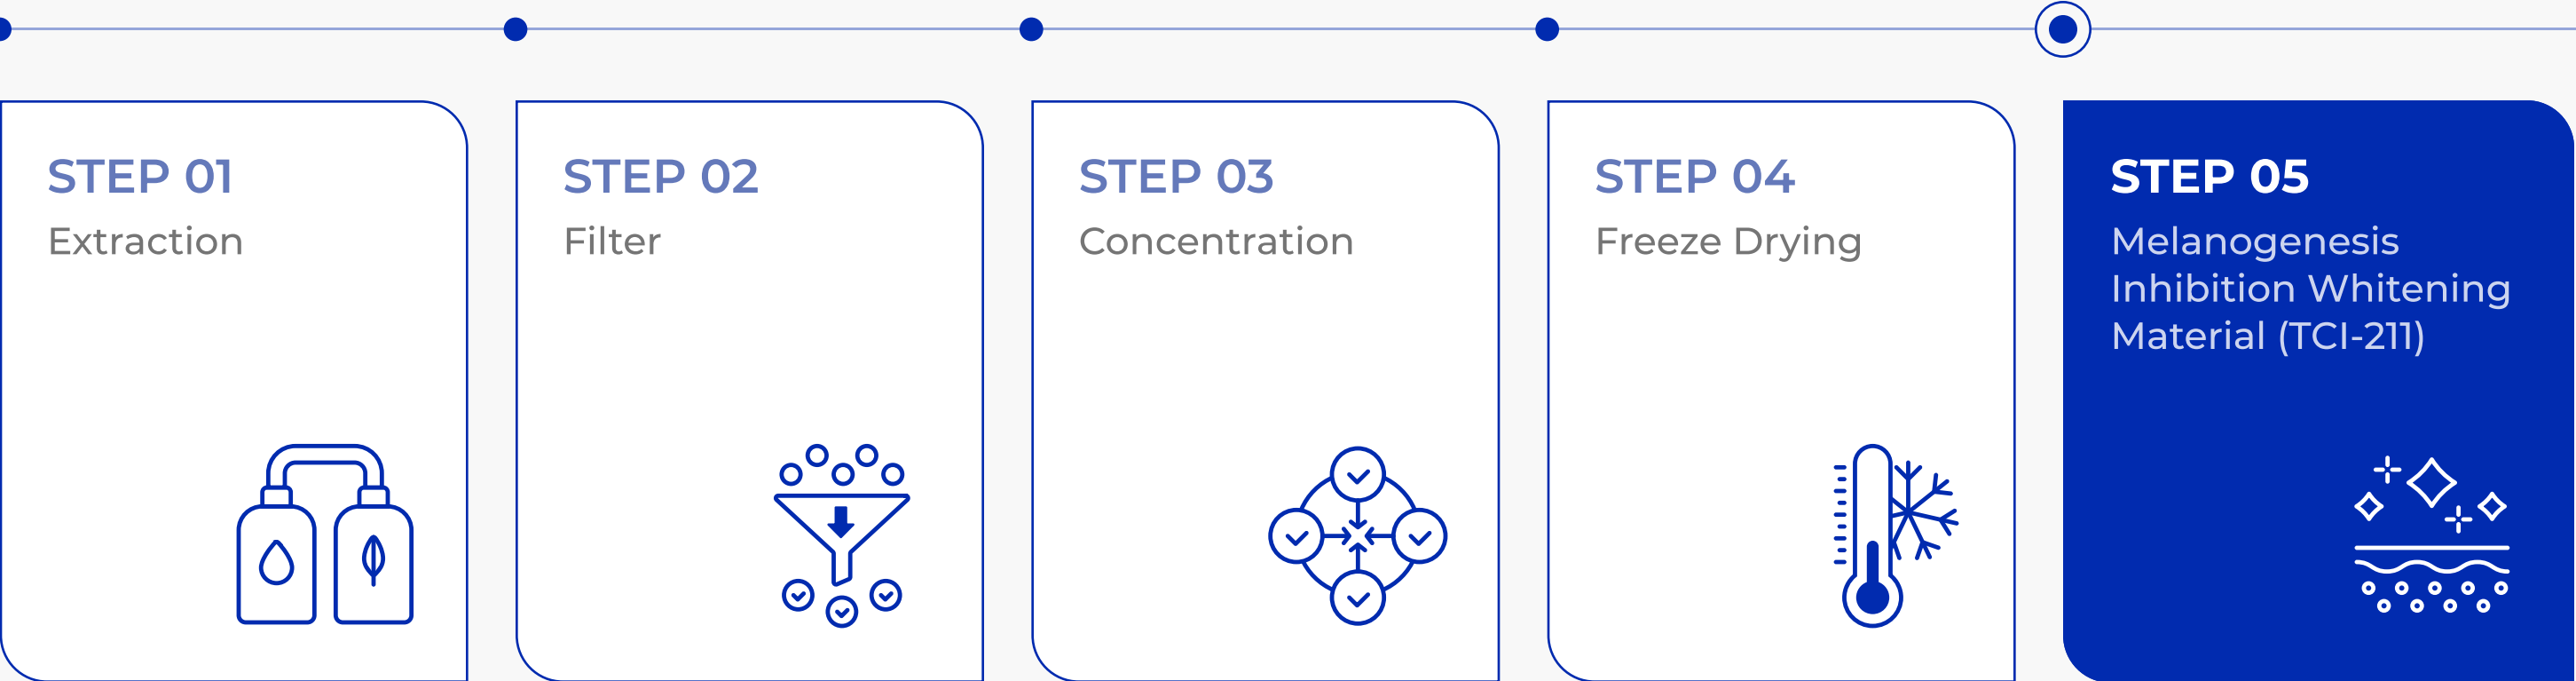 STEP 01
Extraction
STEP 02
Filter
STEP 03
Concentration
STEP 04
Freeze Drying
STEP 05
Melanogenesis
Inhibition Whitening
Material (TCI-211)